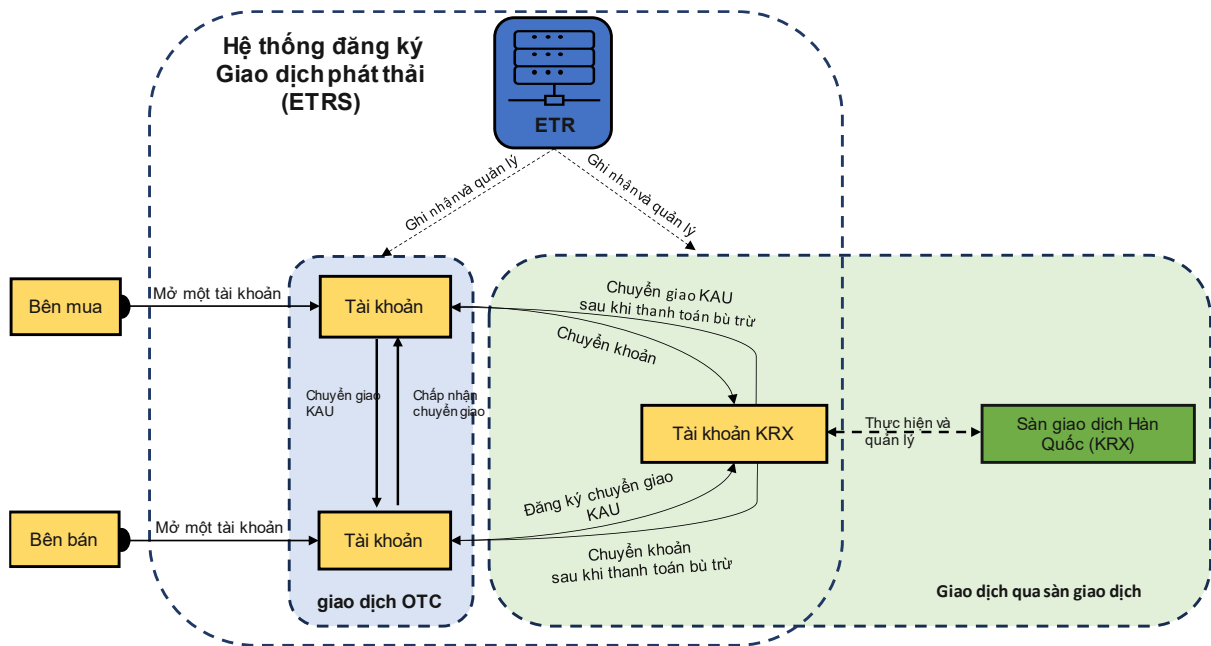 Hệ thống đăng ký
Giao dịch phát thải
(ETRS)
ETR
Ghi nhận và quản lý
Ghi nhận và quản lý
Bên mua
Mở một tài khoản
Tài khoản
Chuyển giao KAU
sau khi thanh toán bù trừ
Chuyển khoản
Chuyển giao
KAU
Chấp nhận
chuyển giao
Tài khoản KRX
Thực hiện và
quản lý
Sàn giao dịch Hàn
Quốc (KRX)
Đăng ký chuyển giao
KAU
Bên bán
Mở một tài khoản
Tài khoản
Chuyển khoản
sau khi thanh toán bù trừ
giao dịch OTC
Giao dịch qua sàn giao dịch